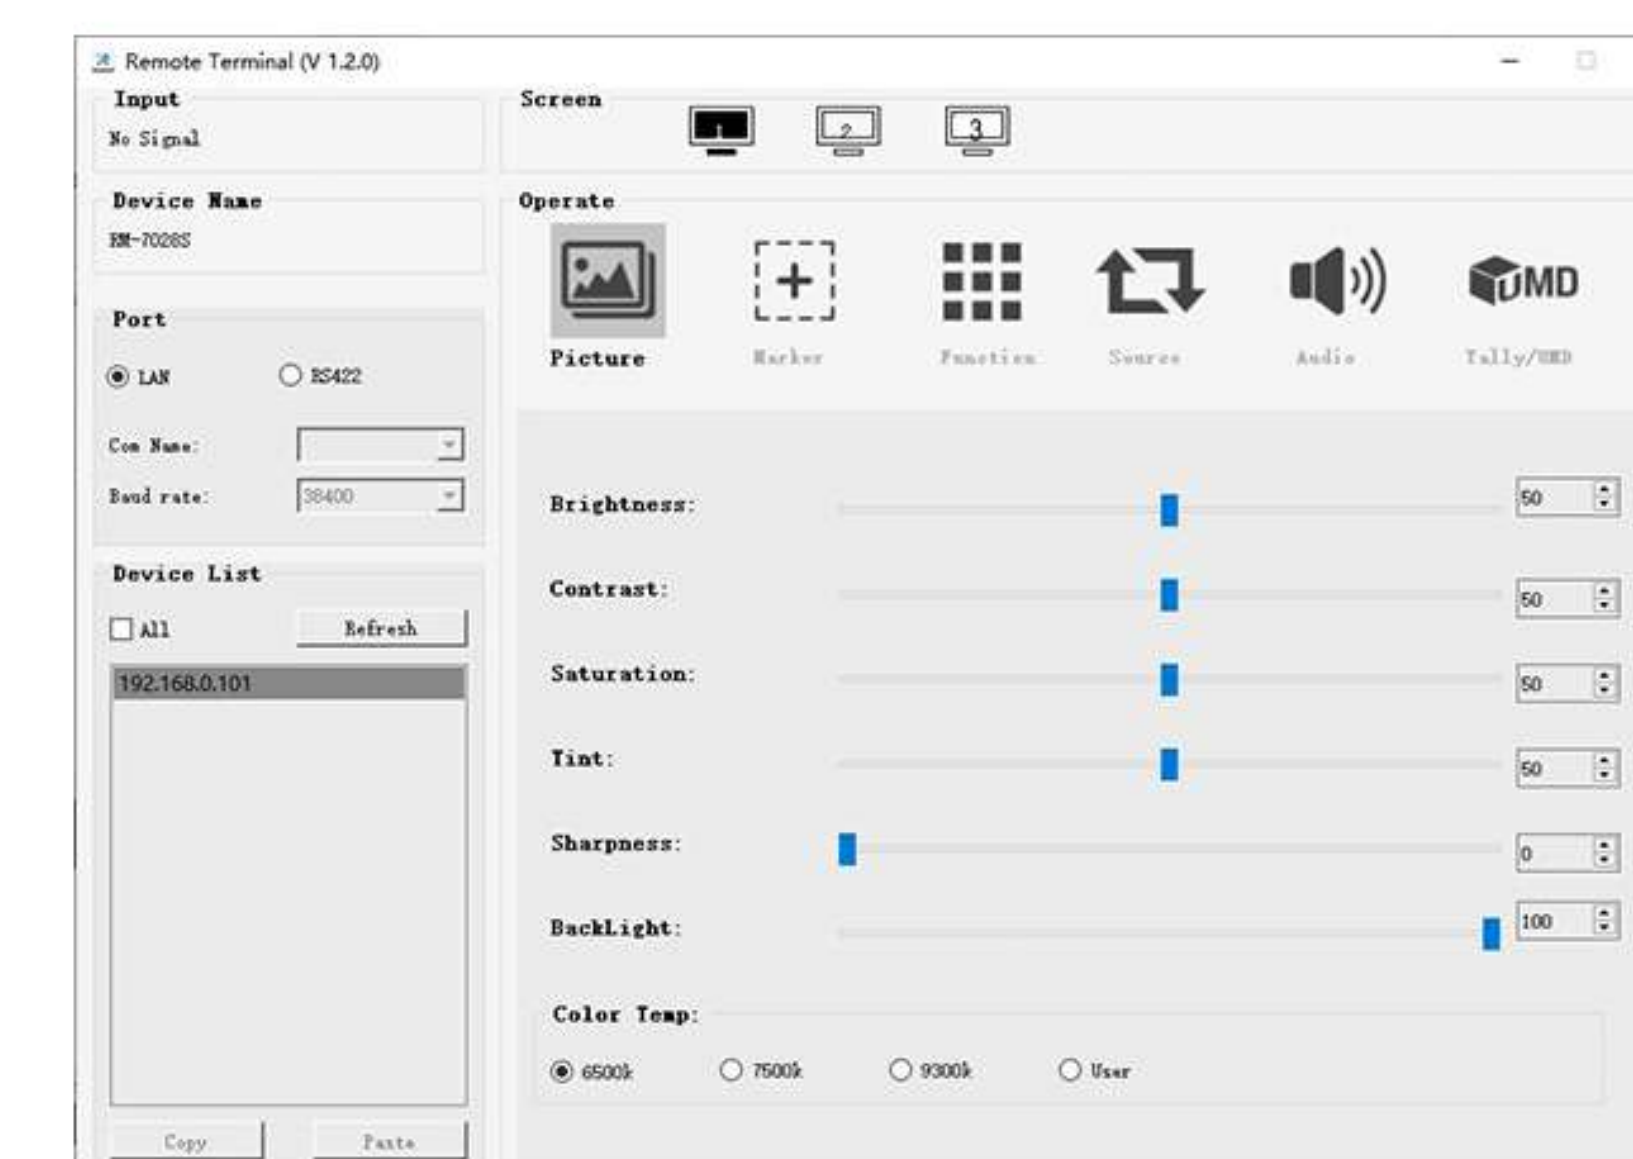 Remote Terminal (V 1.2.0)
Input
No Signal
Screen
1
2
3
Device Name
RM-7028S
Operate
UMD
Picture
Marker
Function
Source
Audio
Tally/UMD
Port
LAN
RS422
Com Name:
Baud rate:
38400
Device List
All
Refresh
192.168.0.101
Copy
Paste
Brightness:
50
Contrast:
50
Saturation:
50
Tint:
50
Sharpness:
0
BackLight:
100
Color Temp:
6500k
7500k
9300k
User